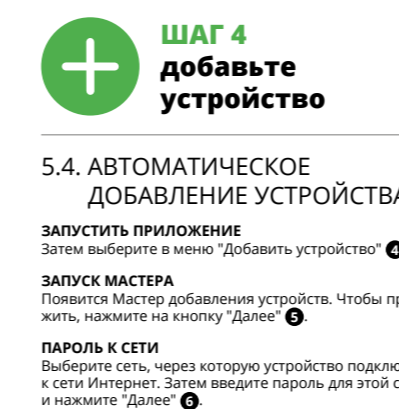 ШАГ 4
добавьте
устройство
5.4. АВТОМАТИЧЕСКОЕ
ДОБАВЛЕНИЕ УСТРОЙСТВА
ЗАПУСТИТЬ ПРИЛОЖЕНИЕ
Затем выберите в меню "Добавить устройство" 4
ЗАПУСК МАСТЕРА
Появится Мастер добавления устройств. Чтобы
жить, нажмите на кнопку "Далее" 5.
ПАРОЛЬ К СЕТИ
Выберите сеть, через которую устройство
к сети Интернет. Затем введите пароль для этой
и нажмите "Далее" 6.